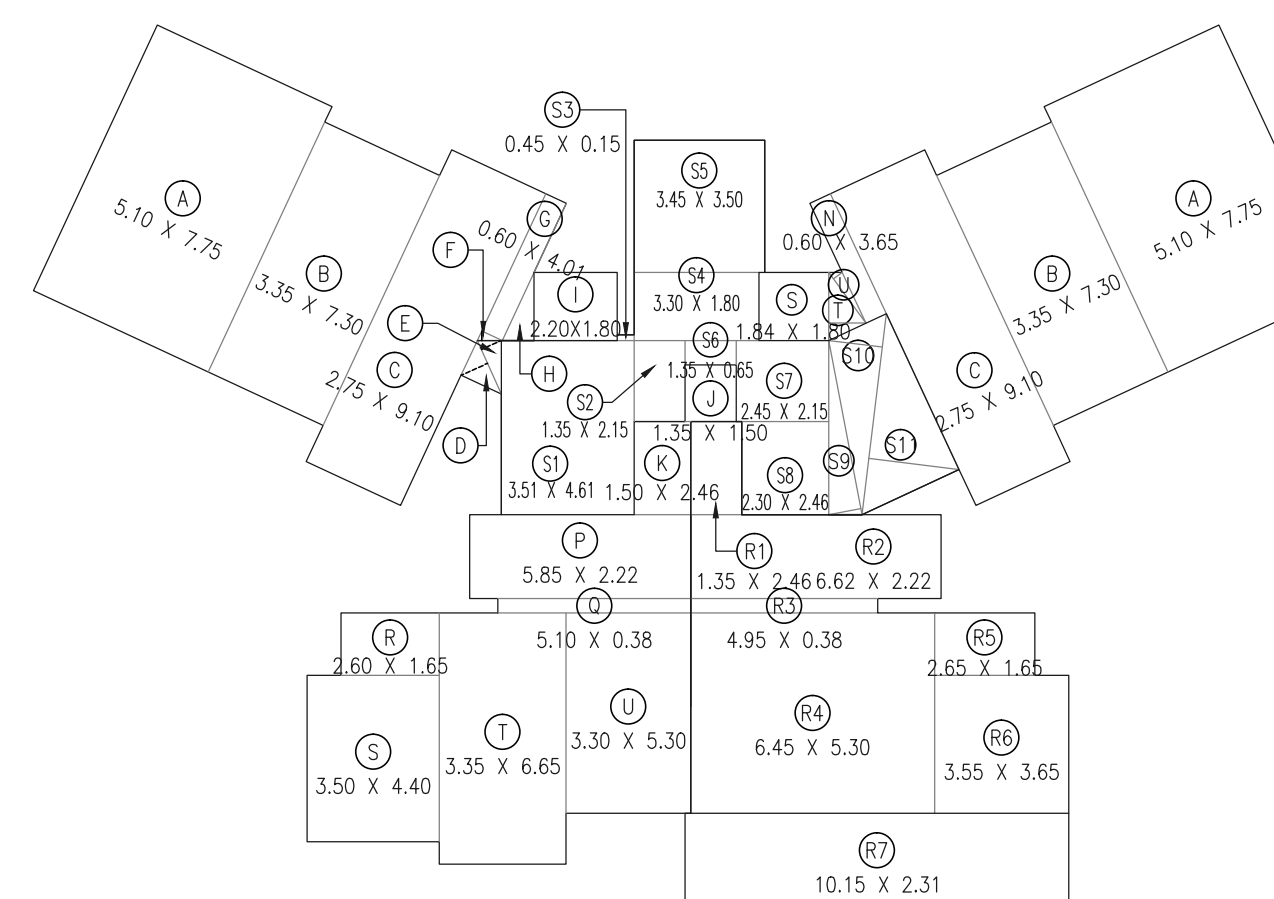 S3
0.45 X 0.15
S5
3.45 X 3.50
A
5.10 X 7.75
A
5.10 X 7.75
G
0.60 X 4.01
N
0.60 X 3.65
F
B
3.35 X 7.30
B
3.35 X 7.30
I
2.20X1.80
S4
3.30 X 1.80
S
1.84 X 1.80
U
T
E
S6
1.35 X 0.65
S10
C
2.75 X 9.10
C
2.75 X 9.10
H
S2
1.35 X 2.15
J
1.35 X 1.50
S7
2.45 X 2.15
D
S1
3.51 X 4.61
K
1.50 X 2.46
S8
2.30 X 2.46
S9
S11
P
5.85 X 2.22
R1
1.35 X 2.46
R2
6.62 X 2.22
Q
5.10 X 0.38
R3
4.95 X 0.38
R
2.60 X 1.65
R5
2.65 X 1.65
S
3.50 X 4.40
T
3.35 X 6.65
U
3.30 X 5.30
R4
6.45 X 5.30
R6
3.55 X 3.65
R7
10.15 X 2.31